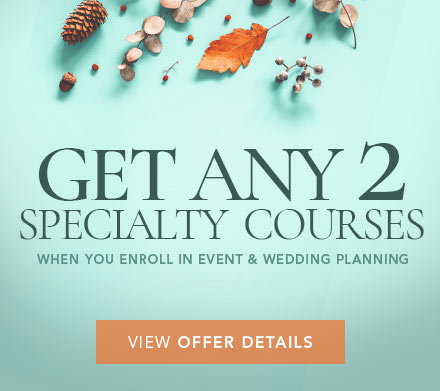 GET ANY 2
SPECIALTY COURSES
WHEN YOU ENROLL IN EVENT & WEDDING PLANNING
VIEW OFFER DETAILS